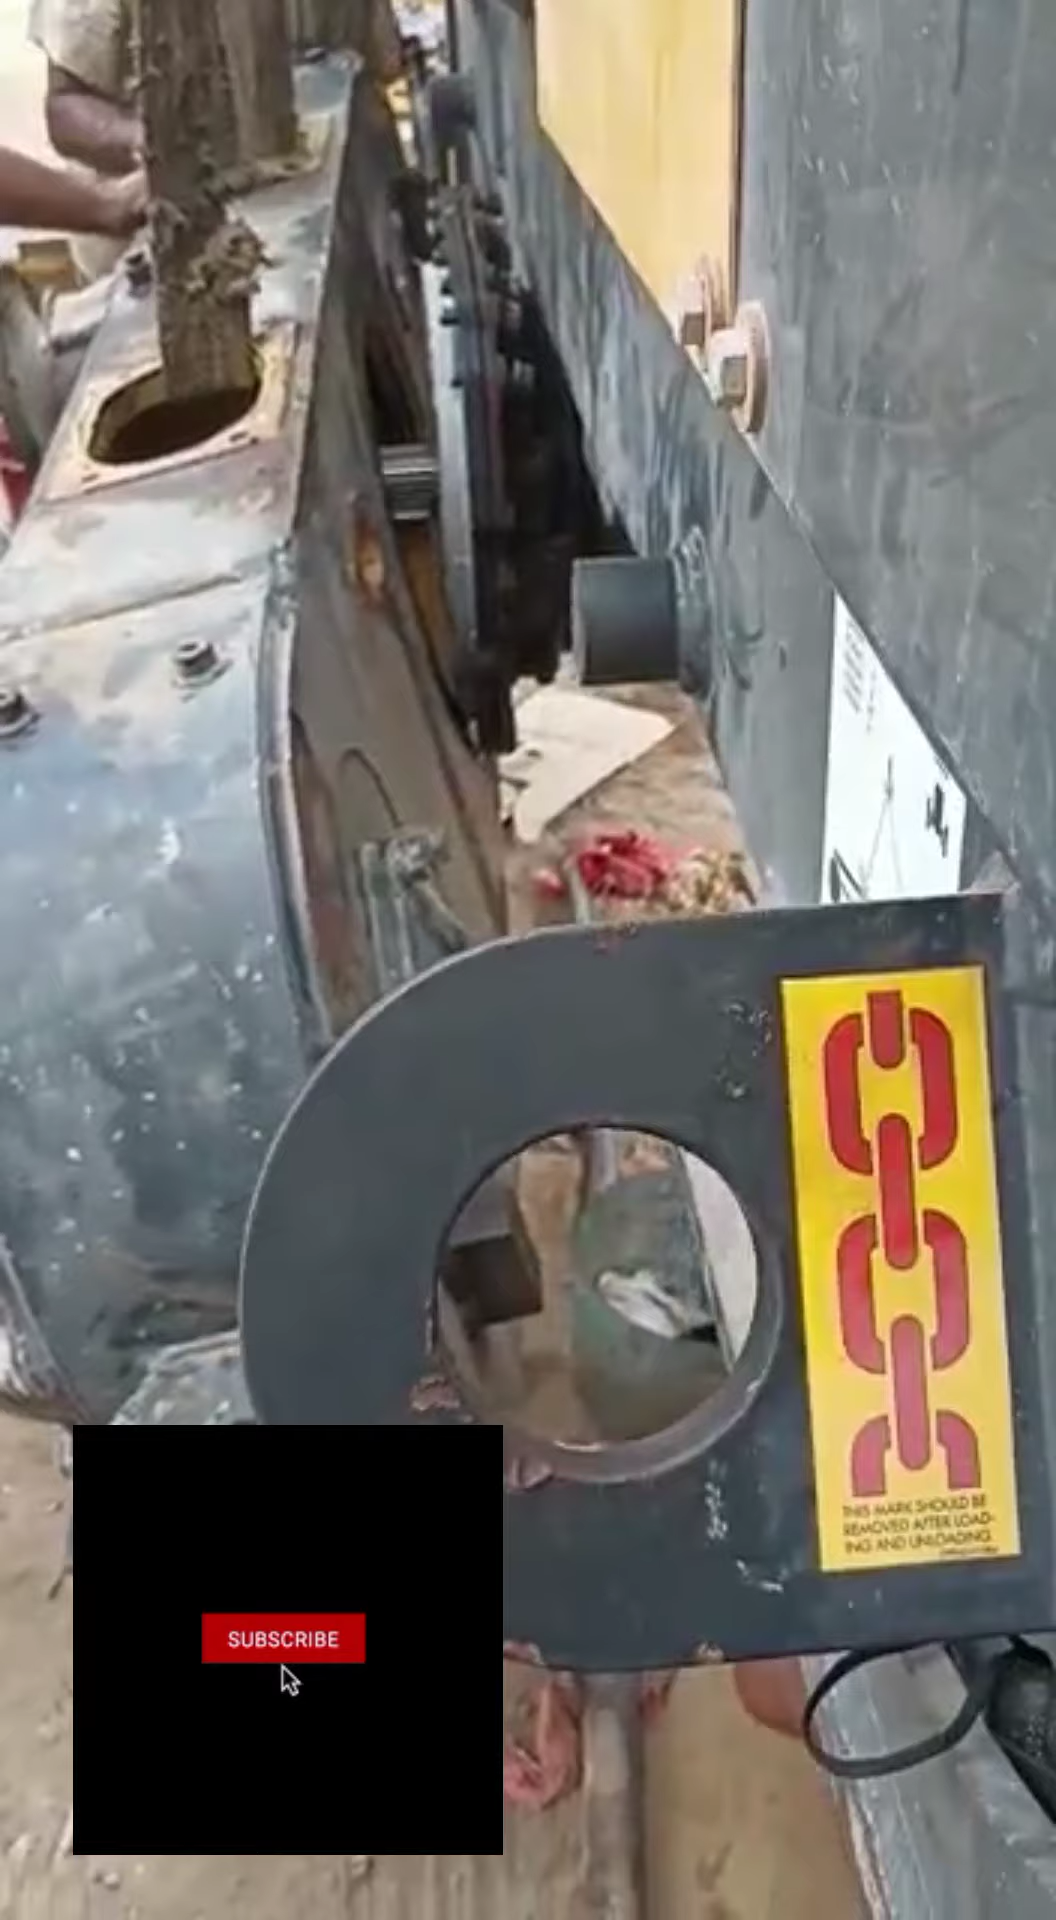 THIS MARK SHOULD BE
REMOVED AFTER LOAD-
ING AND UNLOADING.
SUBSCRIBE